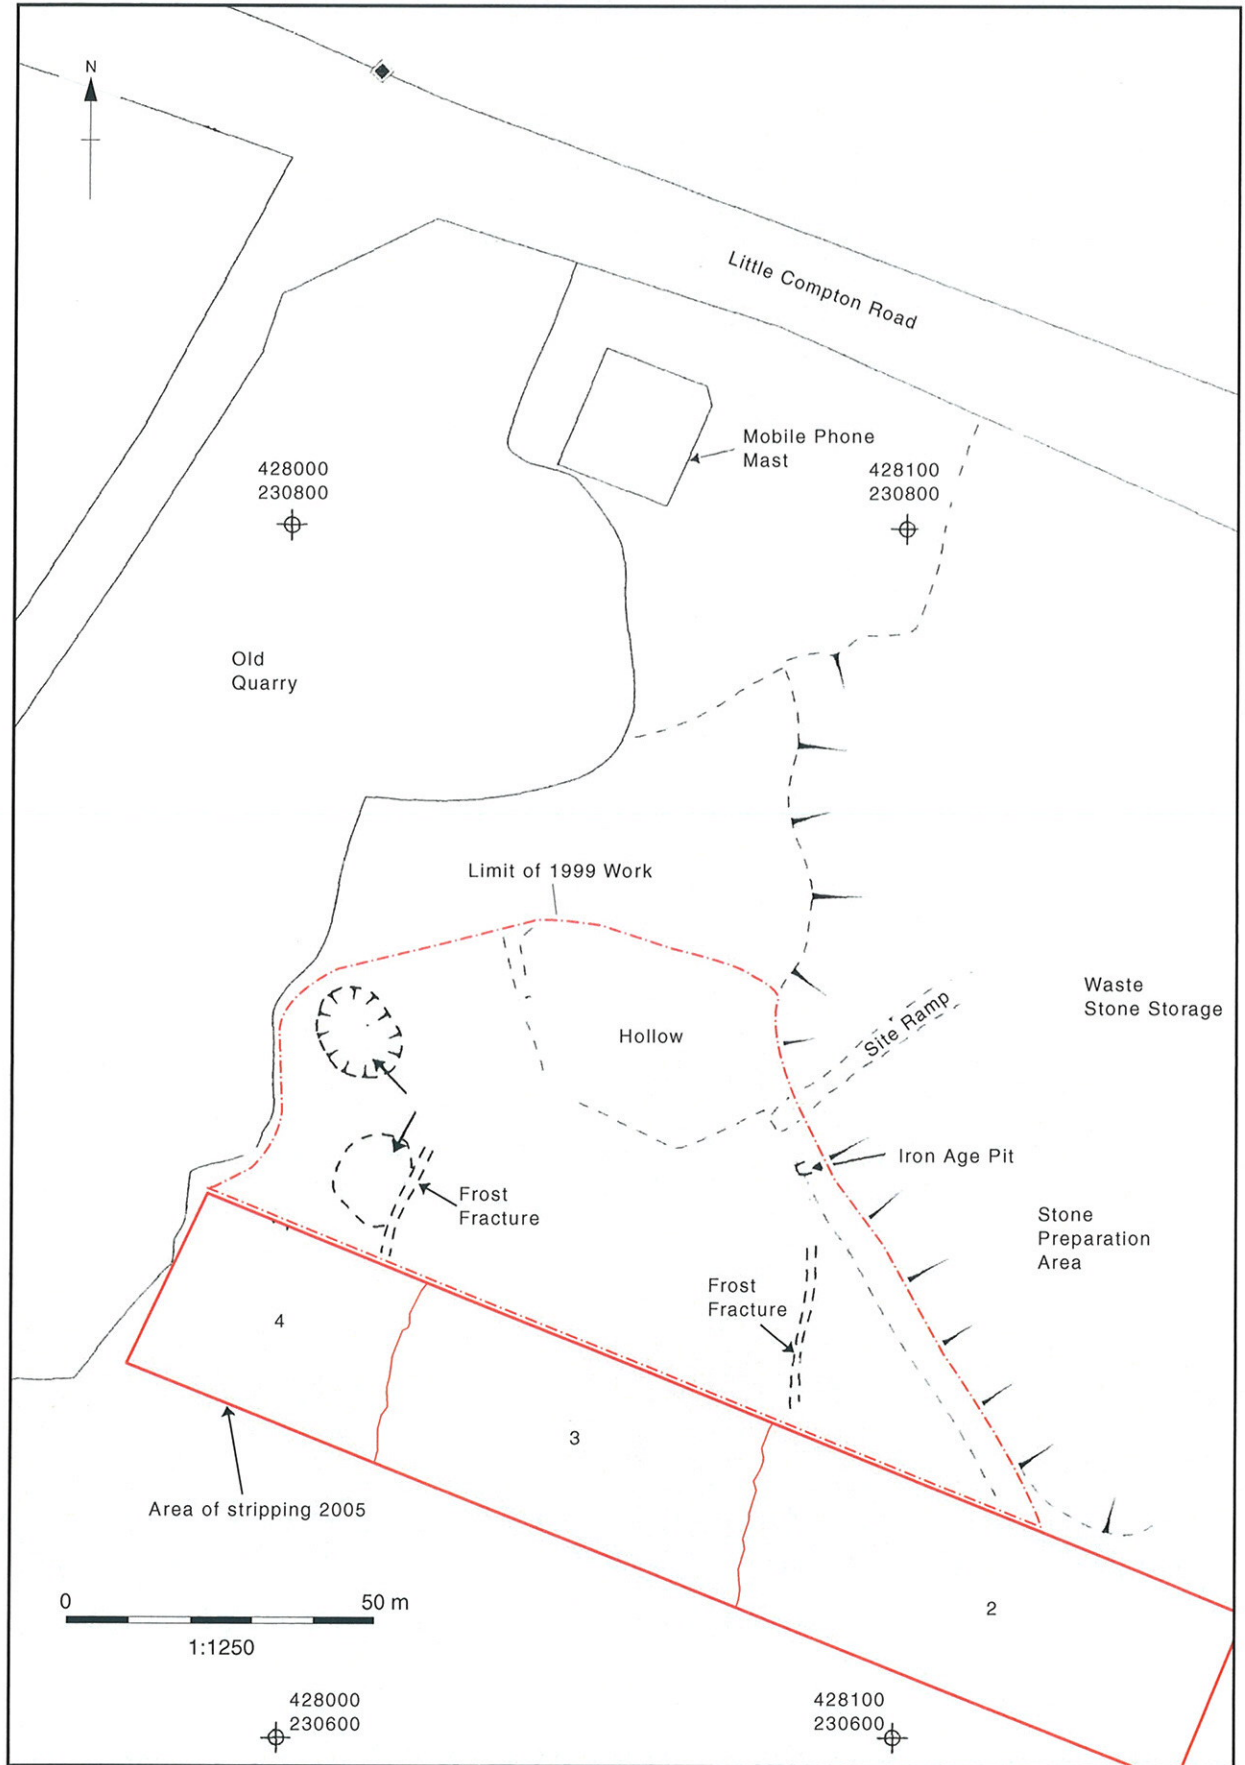 N
Little Compton Road
Mobile Phone
Mast
428000
230800
428100
230800
Old
Quarry
Limit of 1999 Work
Waste
Stone Storage
Site Ramp
Hollow
Iron Age Pit
Frost
Fracture
Stone
Preparation
Area
Frost
Fracture
4
3
Area of stripping 2005
2
0 50 m
1:1250
428000
230600
428100
230600